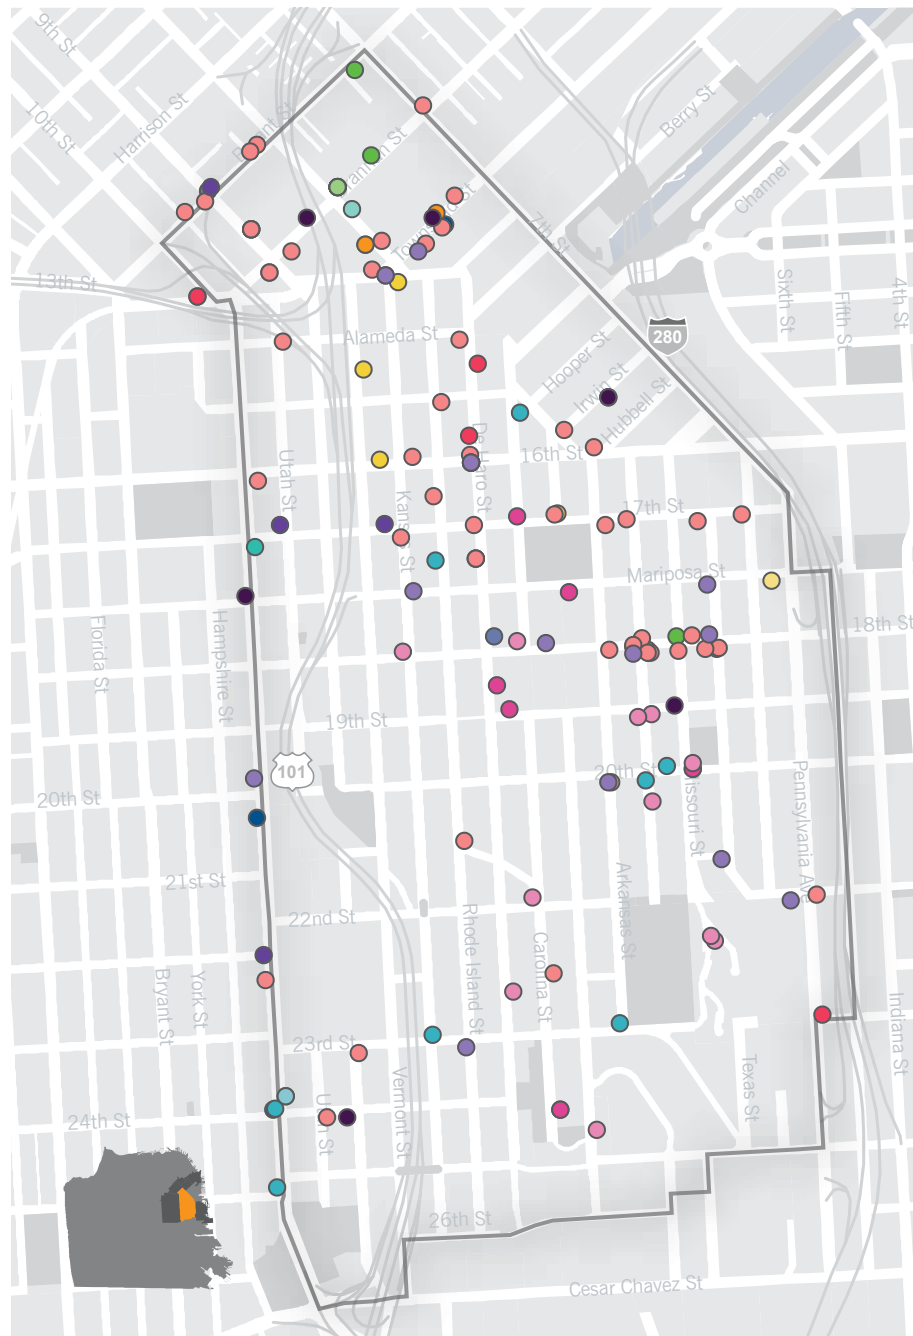 9th St
10th St
Harrison St
Bryant St
Berry St
Channel
7th St
Townsend St
13th St
Sixth St
Fifth St
4th St
Alameda St
280
Hooper St
Irwin St
Hubbell St
De Haro St
16th St
Utah St
Kansas St
17th St
Mariposa St
18th St
Florida St
Hampshire St
19th St
101
20th St
20th St
Missouri St
Pennsylvania Ave
21st St
22nd St
Arkansas St
Rhode Island St
Carolina St
Bryant St
York St
Indiana St
23rd St
Vermont St
Texas St
24th St
Utah St
26th St
Cesar Chavez St